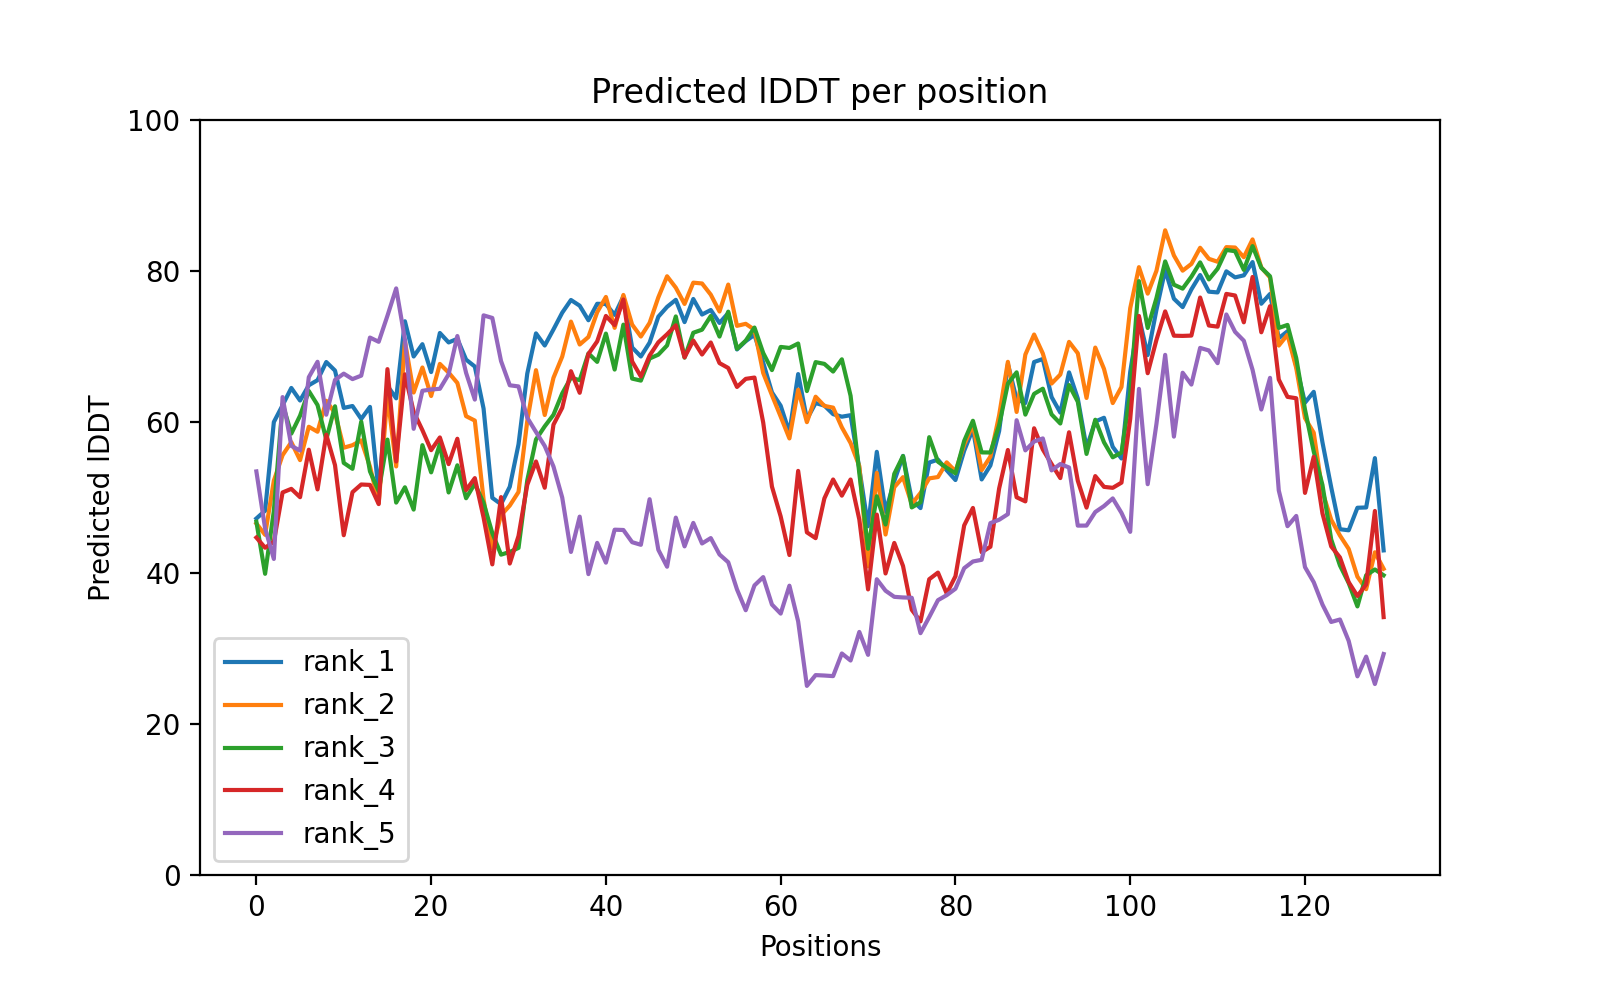 Predicted lDDT per position
100
80
60
40
20
0
Predicted lDDT
rank_1
rank_2
rank_3
rank_4
rank_5
0 20 40 60 80 100 120
Positions